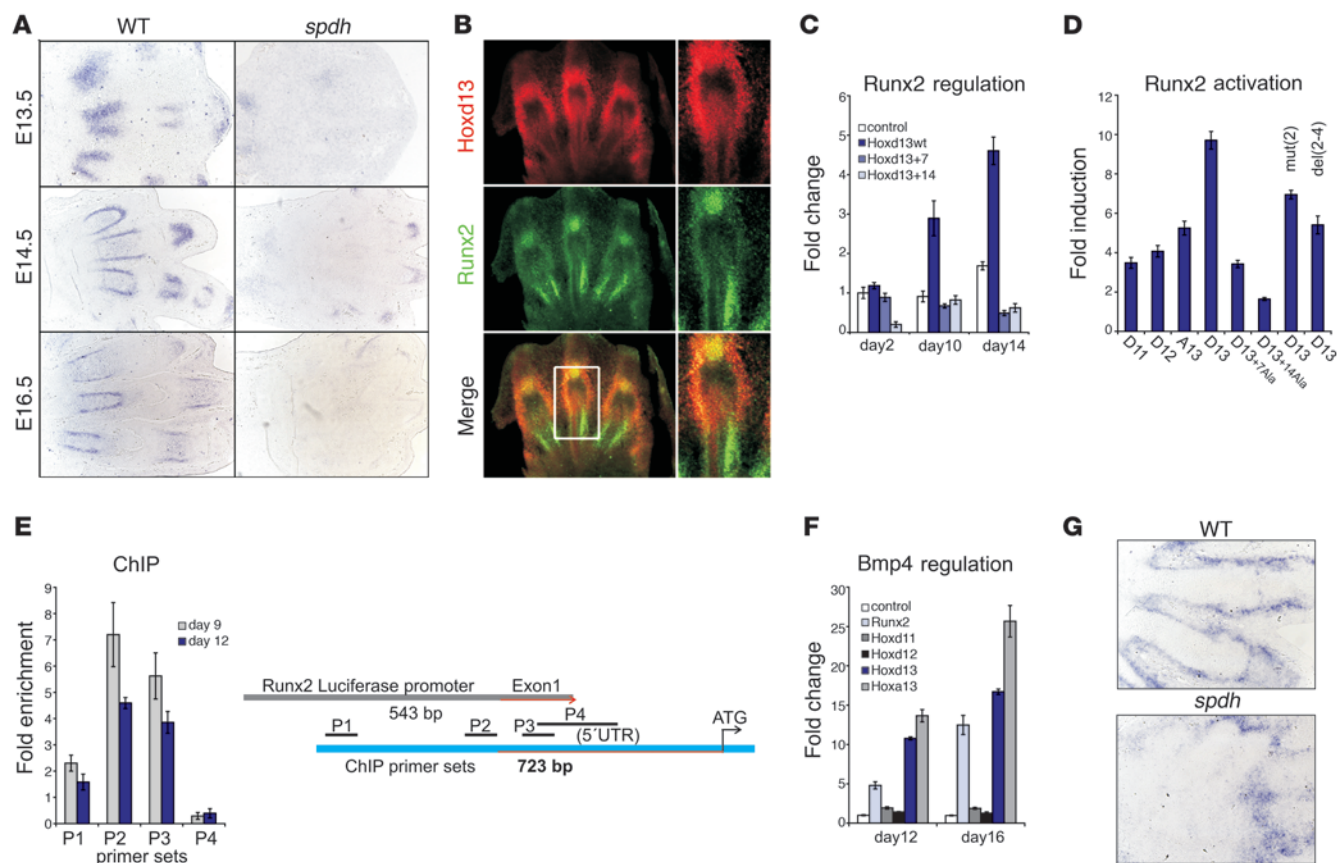 A
WT
spdh
E13.5
E14.5
E16.5
B
Hoxd13
Runx2
Merge
C
Runx2 regulation
Fold change
control
Hoxd13wt
Hoxd13+7
Hoxd13+14
6
5
4
3
2
1
0
day2
day10
day14
D
Runx2 activation
Fold induction
12
10
8
6
4
2
0
mut(2)
del(2-4)
D11
D12
A13
D13
D13+7Ala
D13+14Ala
D13
D13
E
ChIP
Fold enrichment
9
8
7
6
5
4
3
2
1
0
day 9
day 12
P1
P2
P3
P4
primer sets
Runx2 Luciferase promoter
Exon1
543 bp
P4
P1
P2
P3
(5´UTR)
ATG
ChIP primer sets
723 bp
F
Bmp4 regulation
Fold change
30
25
20
15
10
5
0
control
Runx2
Hoxd11
Hoxd12
Hoxd13
Hoxa13
day12
day16
G
WT
spdh